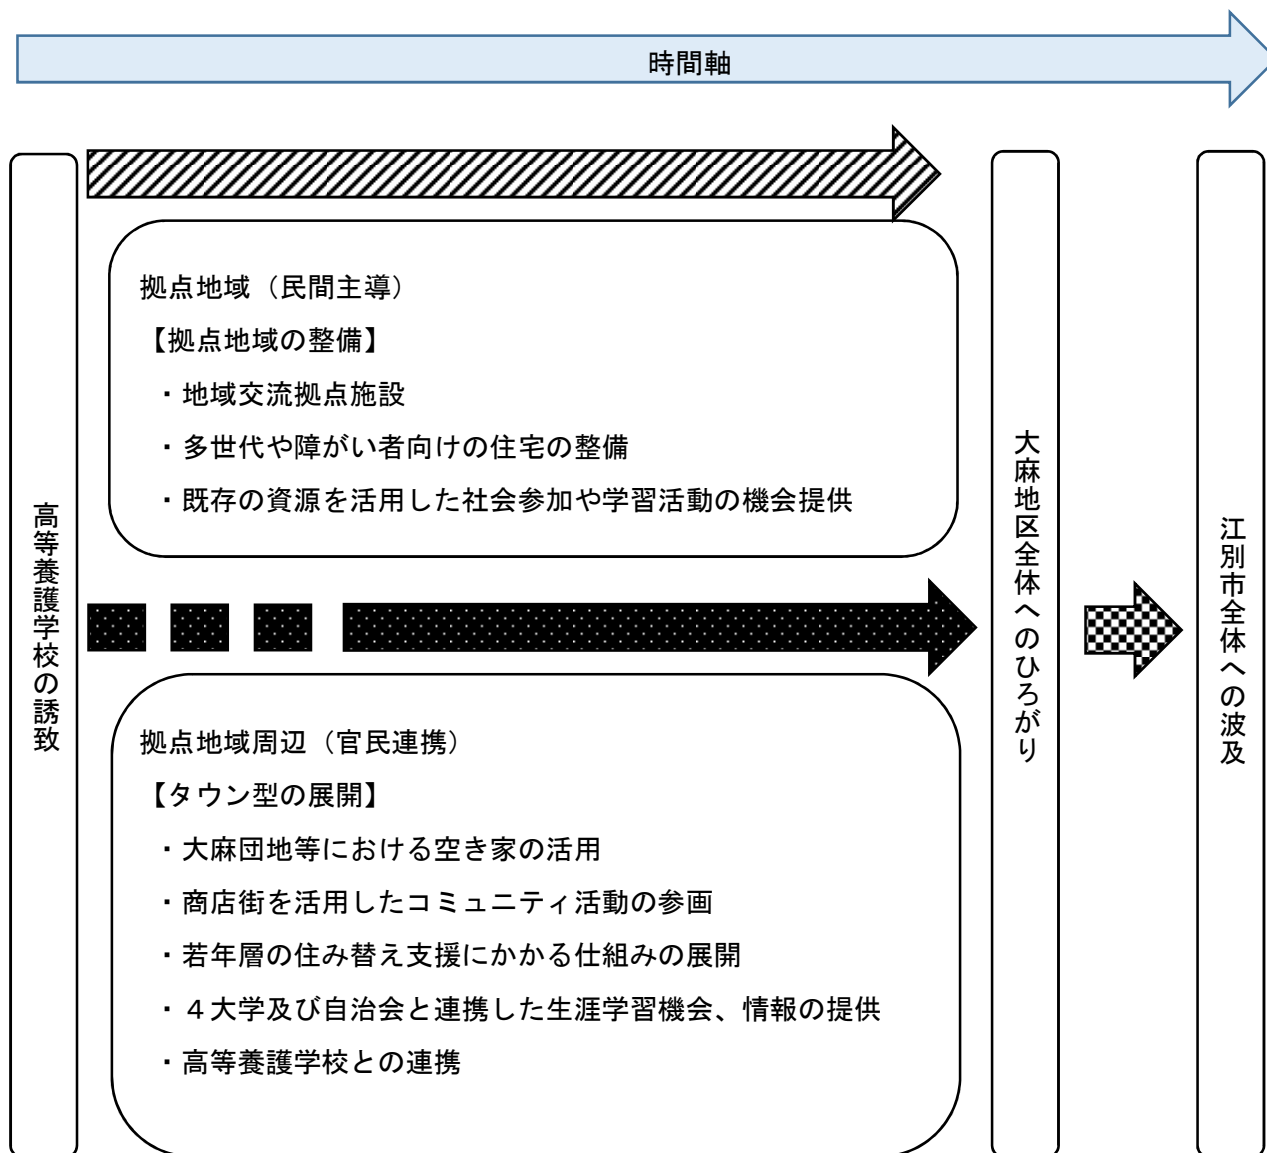 時間軸
高等養護学校の誘致
拠点地域（民間主導）
【拠点地域の整備】
・地域交流拠点施設
・多世代や障がい者向けの住宅の整備
・既存の資源を活用した社会参加や学習活動の機会提供
拠点地域周辺（官民連携）
【タウン型の展開】
・大麻団地等における空き家の活用
・商店街を活用したコミュニティ活動の参画
・若年層の住み替え支援にかかる仕組みの展開
・４大学及び自治会と連携した生涯学習機会、情報の提供
・高等養護学校との連携
大麻地区全体へのひろがり
江別市全体への波及